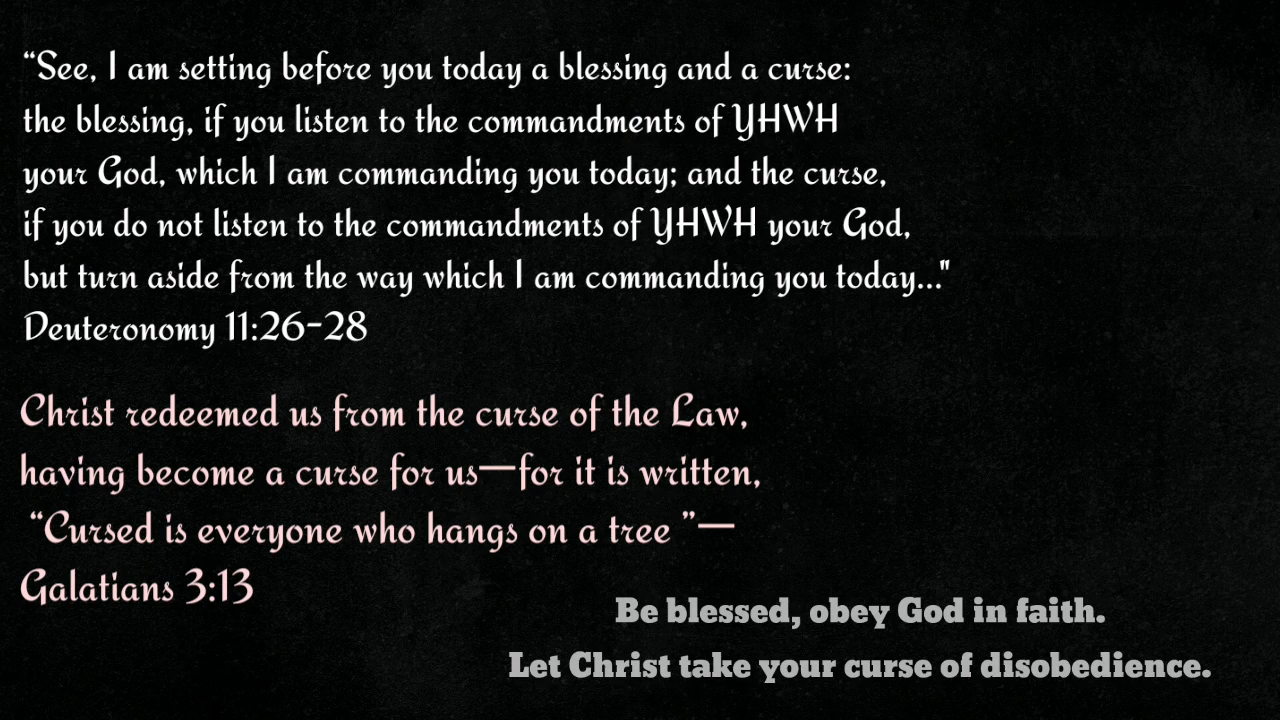 “See, I am setting before you today a blessing and a curse:
the blessing, if you listen to the commandments of YHWH
your God, which I am commanding you today; and the curse,
if you do not listen to the commandments of YHWH your God,
but turn aside from the way which I am commanding you today..."
Deuteronomy 11:26-28
Christ redeemed us from the curse of the Law,
having become a curse for us—for it is written,
“Cursed is everyone who hangs on a tree ”—
Galatians 3:13
Be blessed, obey God in faith.
Let Christ take your curse of disobedience.